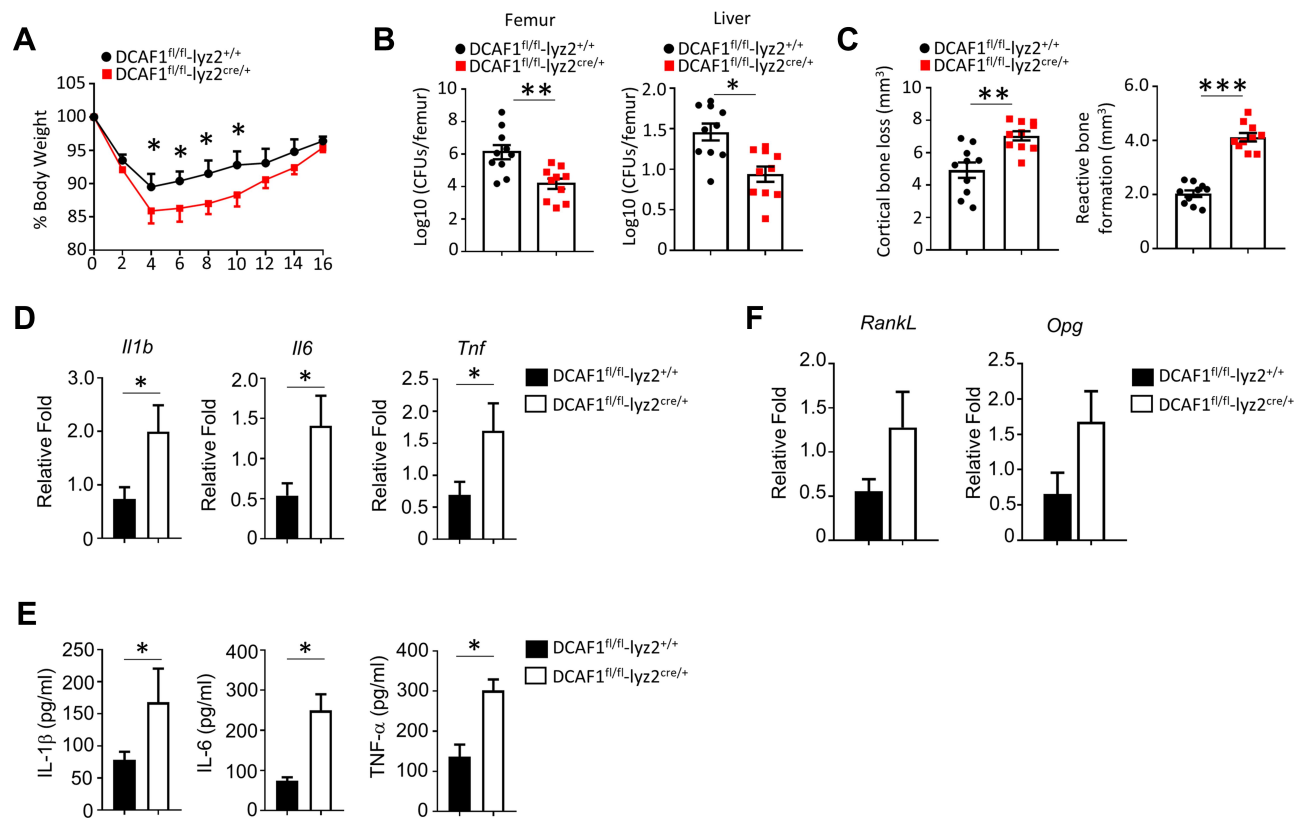 A
DCAF1fl/fl-lyz2+/+
DCAF1fl/fl-lyz2cre/+
% Body Weight
105
100
95
90
85
80
* * * *
0 2 4 6 8 10 12 14 16
B
Femur
DCAF1fl/fl-lyz2+/+
DCAF1fl/fl-lyz2cre/+
Log10 (CFUs/femur)
10
8
6
4
2
0
**
Liver
DCAF1fl/fl-lyz2+/+
DCAF1fl/fl-lyz2cre/+
Log10 (CFUs/femur)
2.0
1.5
1.0
0.5
0
*
C
DCAF1fl/fl-lyz2+/+
DCAF1fl/fl-lyz2cre/+
Cortical bone loss (mm3)
10
8
6
4
2
0
**
Reactive bone
formation (mm3)
6.0
4.0
2.0
0
***
D
Il1b
Relative Fold
3.0
2.0
1.0
0
*
Il6
Relative Fold
2.0
1.5
1.0
0.5
0
*
Tnf
Relative Fold
2.5
2.0
1.5
1.0
0.5
0
*
DCAF1fl/fl-lyz2+/+
DCAF1fl/fl-lyz2cre/+
F
RankL
Relative Fold
2.0
1.5
1.0
0.5
0
Opg
Relative Fold
2.5
2.0
1.5
1.0
0.5
0
DCAF1fl/fl-lyz2+/+
DCAF1fl/fl-lyz2cre/+
E
IL-1β (pg/ml)
250
200
150
100
50
0
*
IL-6 (pg/ml)
400
300
200
100
0
*
TNF-α (pg/ml)
400
300
200
100
0
*
DCAF1fl/fl-lyz2+/+
DCAF1fl/fl-lyz2cre/+